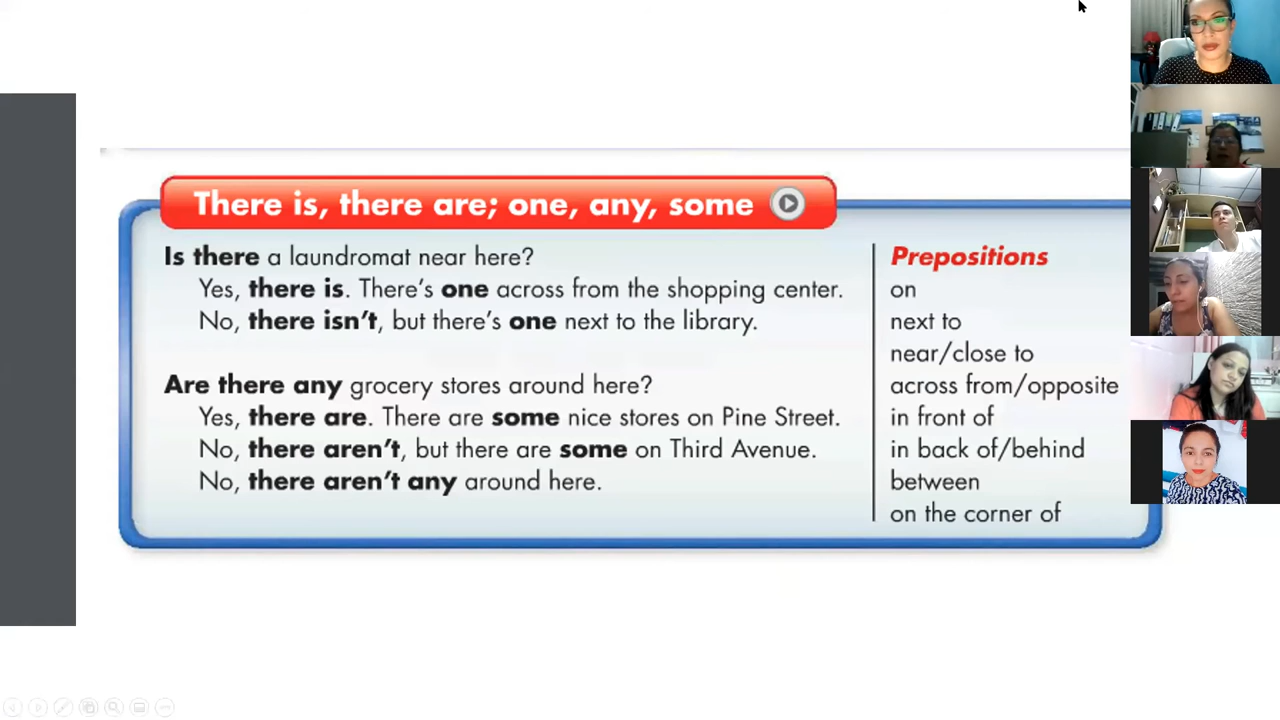 There is, there are; one, any, some
Is there a laundromat near here?
Yes, there is. There's one across from the shopping center.
No, there isn't, but there's one next to the library.
Are there any grocery stores around here?
Yes, there are. There are some nice stores on Pine Street.
No, there aren't, but there are some on Third Avenue.
No, there aren't any around here.
Prepositions
on
next to
near/close to
across from/opposite
in front of
in back of/behind
between
on the corner of